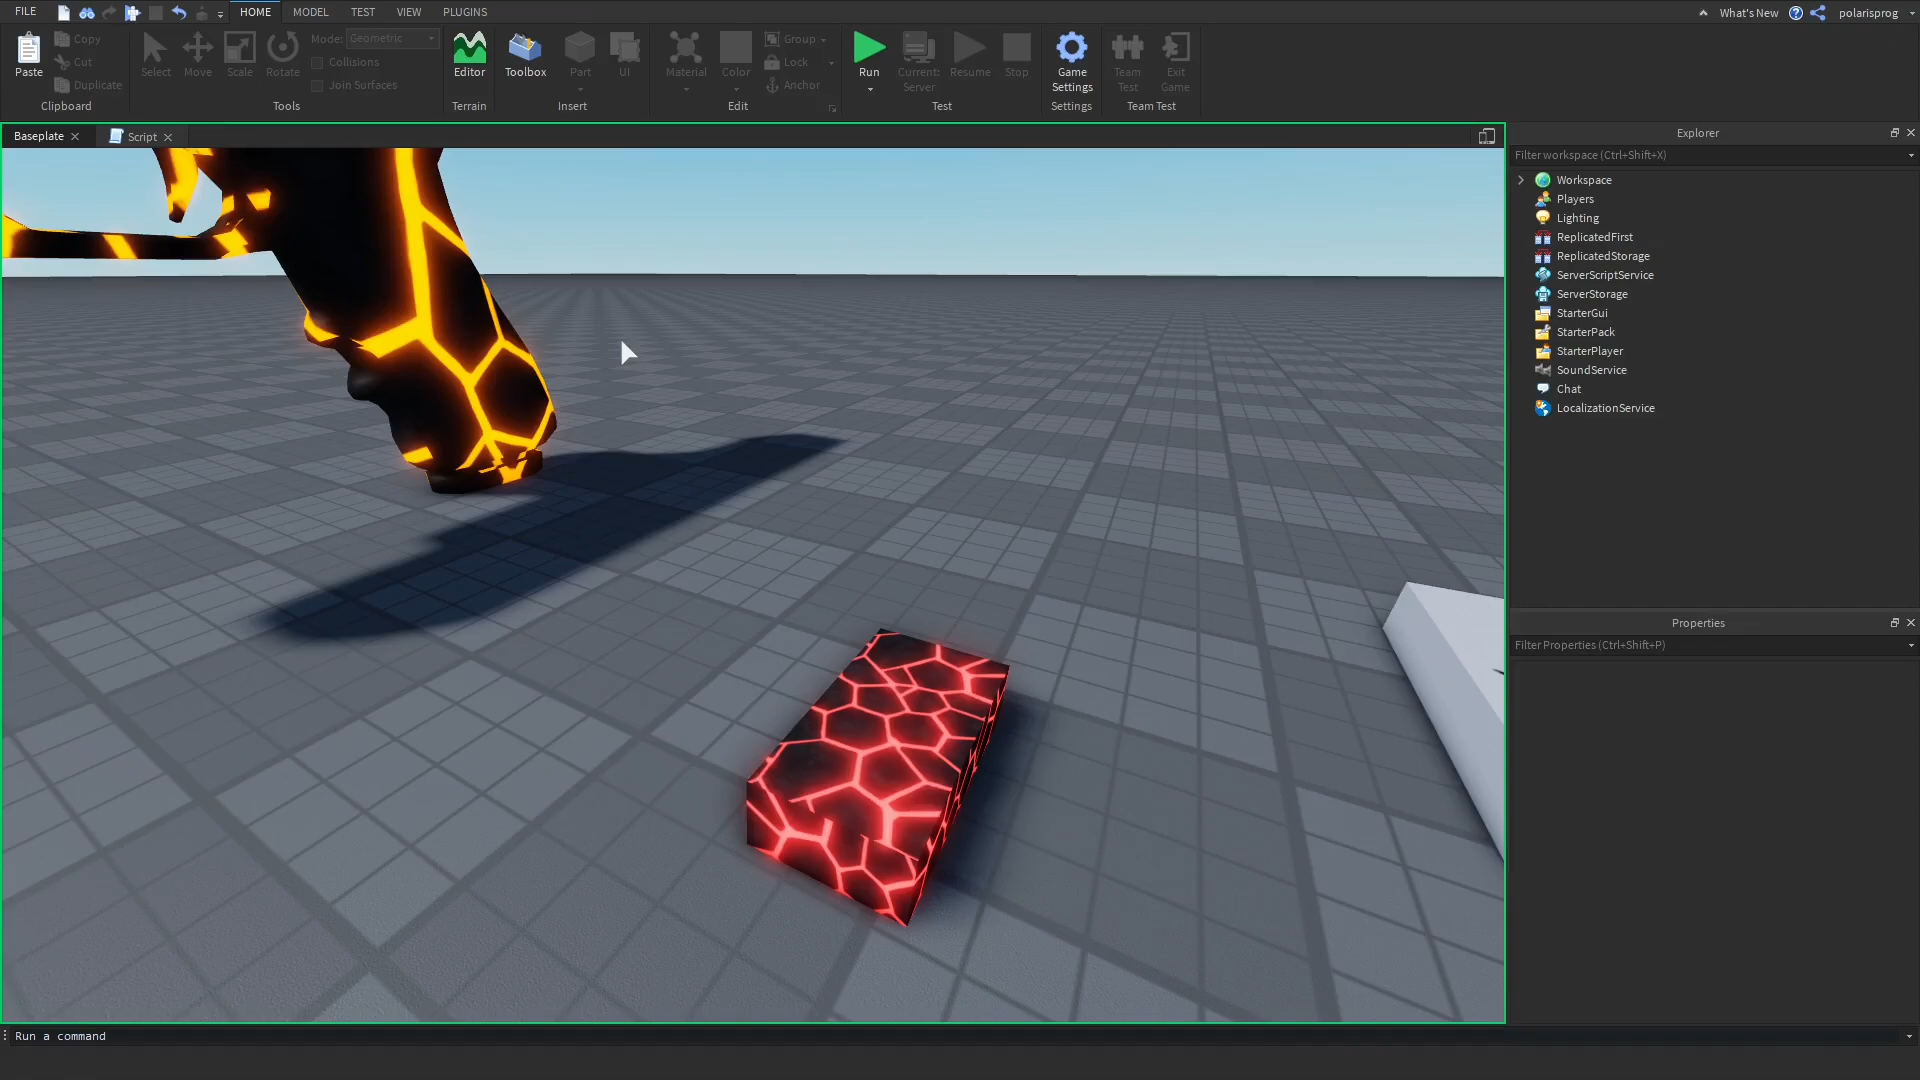 FILE HOME MODEL TEST VIEW PLUGINS What's New polarisprog
Paste Copy Cut Duplicate Clipboard
Select Move Scale Rotate Mode: Geometric Collisions Join Surfaces Tools
Editor Terrain
Toolbox Part UI Insert
Material Color Group Lock Anchor Edit
Run Current: Server Resume Stop Test
Game Settings Settings
Team Test Exit Game Team Test
Baseplate Script
Explorer
Filter workspace (Ctrl+Shift+X)
Workspace
Players
Lighting
ReplicatedFirst
ReplicatedStorage
ServerScriptService
ServerStorage
StarterGui
StarterPack
StarterPlayer
SoundService
Chat
LocalizationService
Properties
Filter Properties (Ctrl+Shift+P)
Run a command